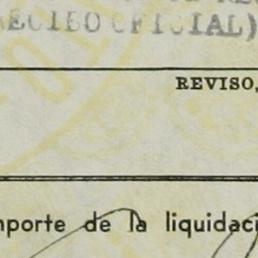 RECIBO OFICIAL)
REVISO,
mporte de la liquidaci